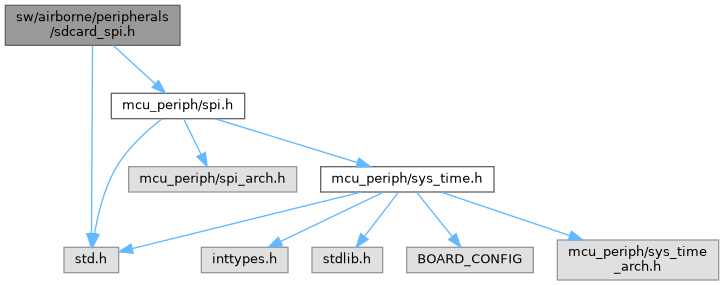 sw/airborne/peripherals
/sdcard_spi.h
mcu_periph/spi.h
mcu_periph/spi_arch.h
mcu_periph/sys_time.h
std.h
inttypes.h
stdlib.h
BOARD_CONFIG
mcu_periph/sys_time
_arch.h